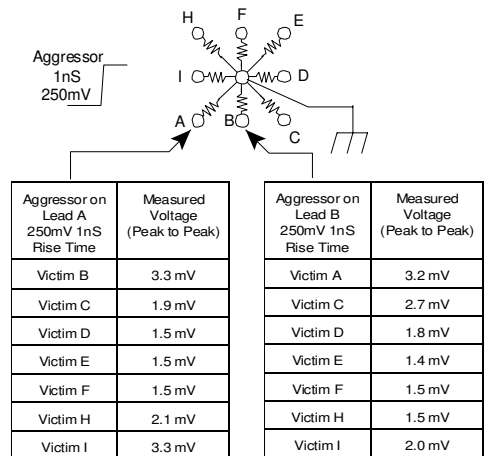 H F E
Aggressor
1nS
250mV
I D
A B C
Aggressor on
Lead A
250mV 1nS
Rise Time
Measured
Voltage
(Peak to Peak)
Victim B 3.3 mV
Victim C 1.9 mV
Victim D 1.5 mV
Victim E 1.5 mV
Victim F 1.5 mV
Victim H 2.1 mV
Victim I 3.3 mV
Aggressor on
Lead B
250mV 1nS
Rise Time
Measured
Voltage
(Peak to Peak)
Victim A 3.2 mV
Victim C 2.7 mV
Victim D 1.8 mV
Victim E 1.4 mV
Victim F 1.5 mV
Victim H 1.5 mV
Victim I 2.0 mV